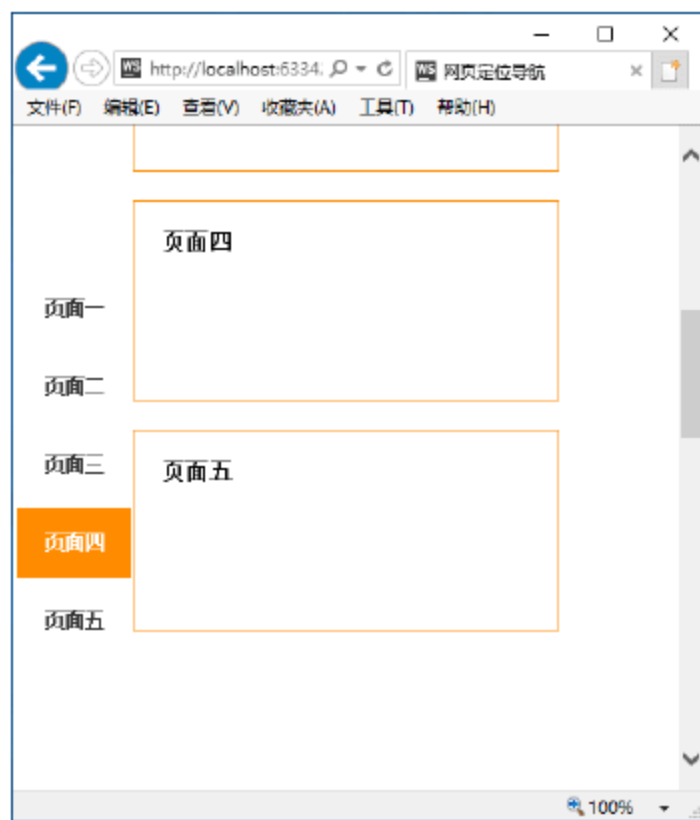 http://localhost:6334
网页定位导航
文件(F) 编辑(E) 查看(V) 收藏夹(A) 工具(T) 帮助(H)
页面四
页面一
页面二
页面三
页面五
页面四
页面五
100%